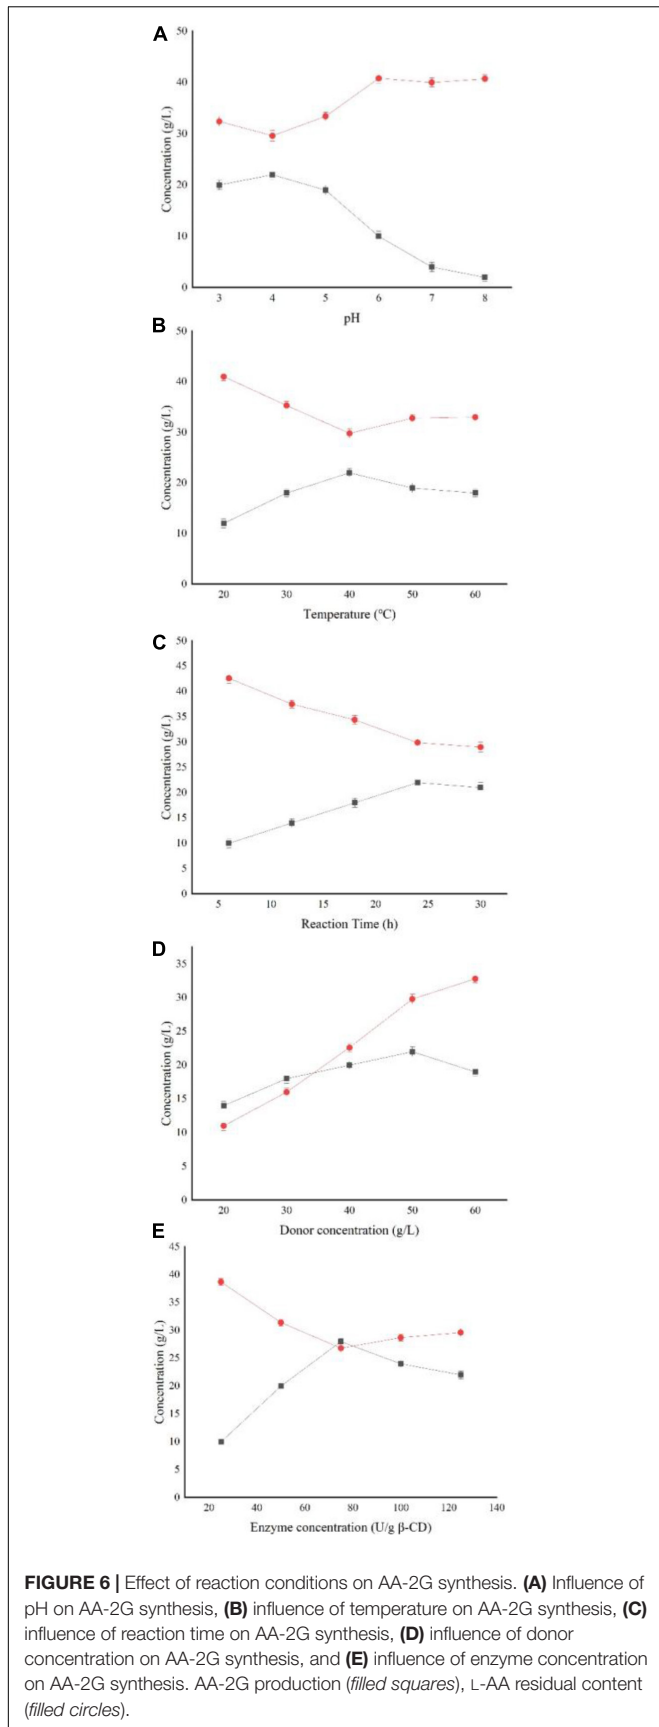 A
50
40
30
20
10
0
Concentration (g/L)
3 4 5 6 7 8
pH
B
50
40
30
20
10
0
Concentration (g/L)
20 30 40 50 60
Temperature (°C)
C
50
45
40
35
30
25
20
15
10
5
0
Concentration (g/L)
5 10 15 20 25 30
Reaction Time (h)
D
35
30
25
20
15
10
5
0
Concentration (g/L)
20 30 40 50 60
Donor concentration (g/L)
E
45
40
35
30
25
20
15
10
5
0
Concentration (g/L)
20 40 60 80 100 120 140
Enzyme concentration (U/g β-CD)
FIGURE 6 | Effect of reaction conditions on AA-2G synthesis. (A) Influence of
pH on AA-2G synthesis, (B) influence of temperature on AA-2G synthesis, (C)
influence of reaction time on AA-2G synthesis, (D) influence of donor
concentration on AA-2G synthesis, and (E) influence of enzyme concentration
on AA-2G synthesis. AA-2G production (filled squares), L-AA residual content
(filled circles).